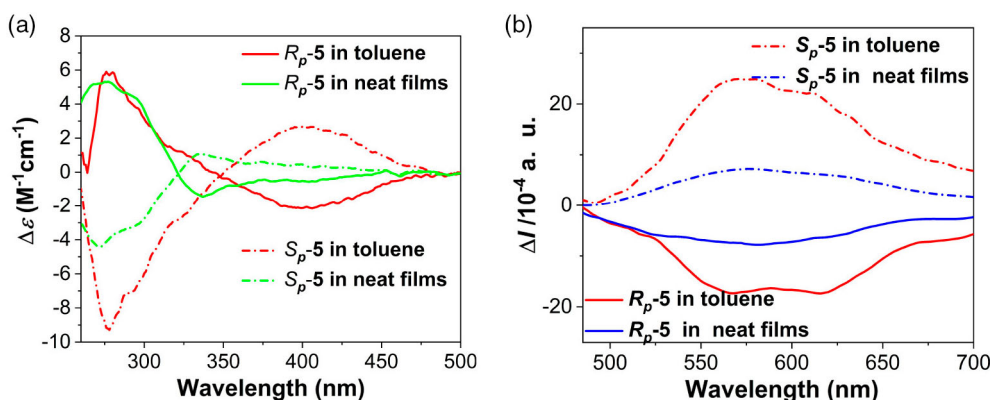 (a)
8
6
4
2
0
-2
-4
-6
-8
-10
Δε (M⁻¹cm⁻¹)
Rp-5 in toluene
Rp-5 in neat films
Sp-5 in toluene
Sp-5 in neat films
300 350 400 450 500
Wavelength (nm)
(b)
20
0
-20
ΔI /10⁻⁴ a. u.
Sp-5 in toluene
Sp-5 in neat films
Rp-5 in toluene
Rp-5 in neat films
500 550 600 650 700
Wavelength (nm)